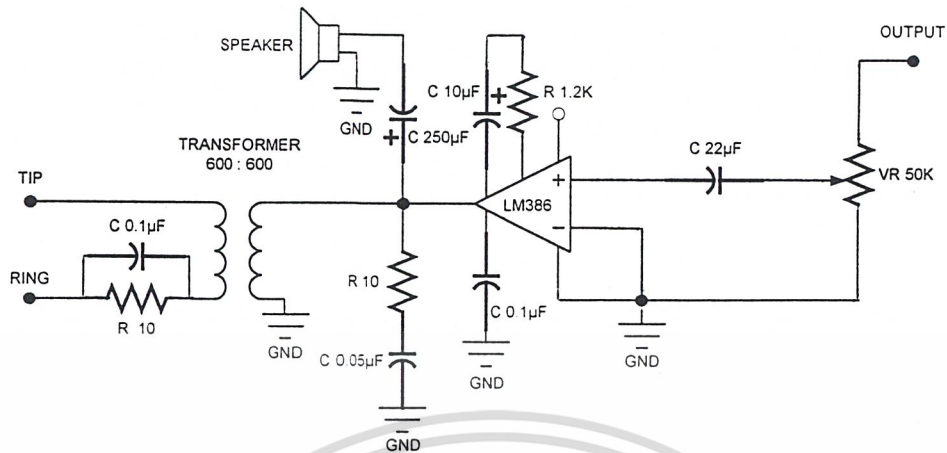 OUTPUT
SPEAKER
C 10µF
+
R 1.2K
GND
+
C 250µF
TRANSFORMER
600 : 600
C 22µF
VR 50K
TIP
+
LM386
−
C 0.1µF
R 10
RING
C 0.1µF
R 10
GND
GND
C 0.05µF
GND
GND